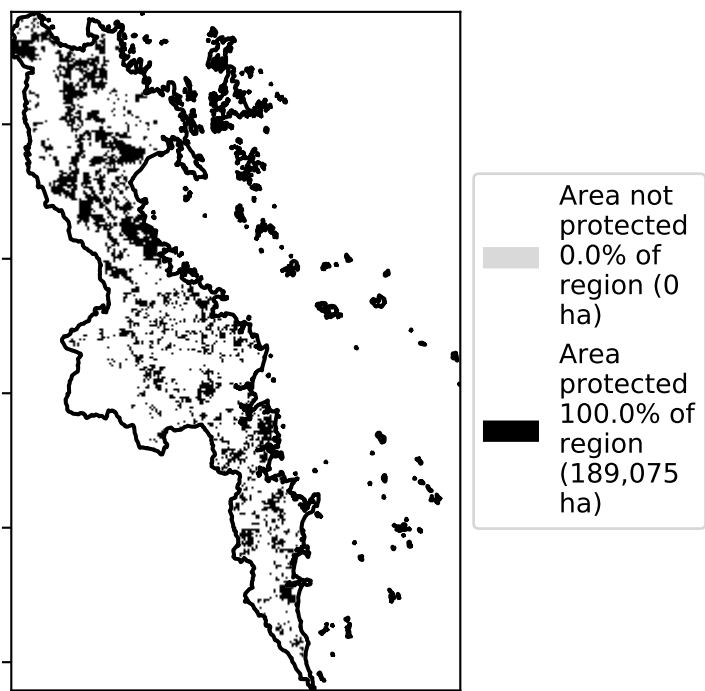 Area not
protected
0.0% of
region (0
ha)
Area
protected
100.0% of
region
(189,075
ha)